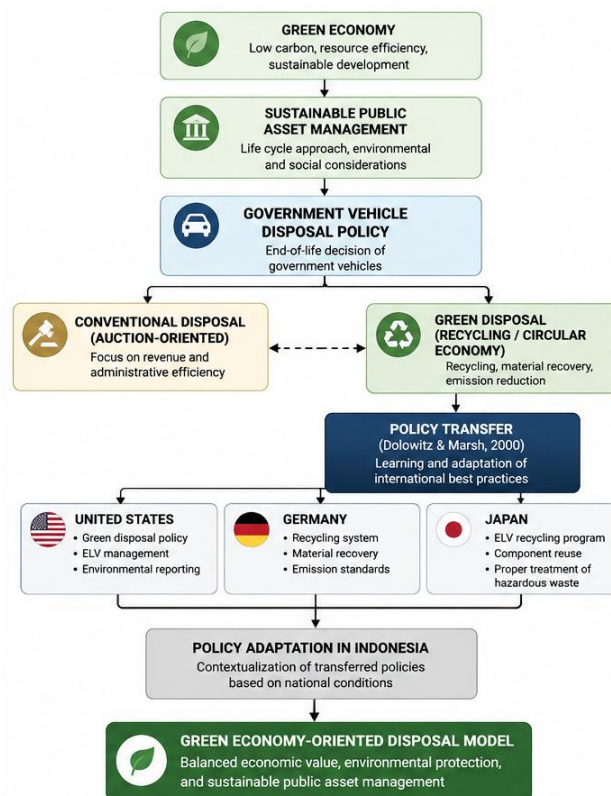 GREEN ECONOMY
Low carbon, resource efficiency,
sustainable development
SUSTAINABLE PUBLIC
ASSET MANAGEMENT
Life cycle approach, environmental
and social considerations
GOVERNMENT VEHICLE
DISPOSAL POLICY
End-of-life decision of
government vehicles
CONVENTIONAL DISPOSAL
(AUCTION-ORIENTED)
Focus on revenue and
administrative efficiency
GREEN DISPOSAL
(RECYCLING / CIRCULAR
ECONOMY)
Recycling, material recovery,
emission reduction
POLICY TRANSFER
(Dolowitz & Marsh, 2000)
Learning and adaptation of
international best practices
UNITED STATES
• Green disposal policy
• ELV management
• Environmental reporting
GERMANY
• Recycling system
• Material recovery
• Emission standards
JAPAN
• ELV recycling program
• Component reuse
• Proper treatment of
hazardous waste
POLICY ADAPTATION IN INDONESIA
Contextualization of transferred policies
based on national conditions
GREEN ECONOMY-ORIENTED DISPOSAL MODEL
Balanced economic value, environmental protection,
and sustainable public asset management